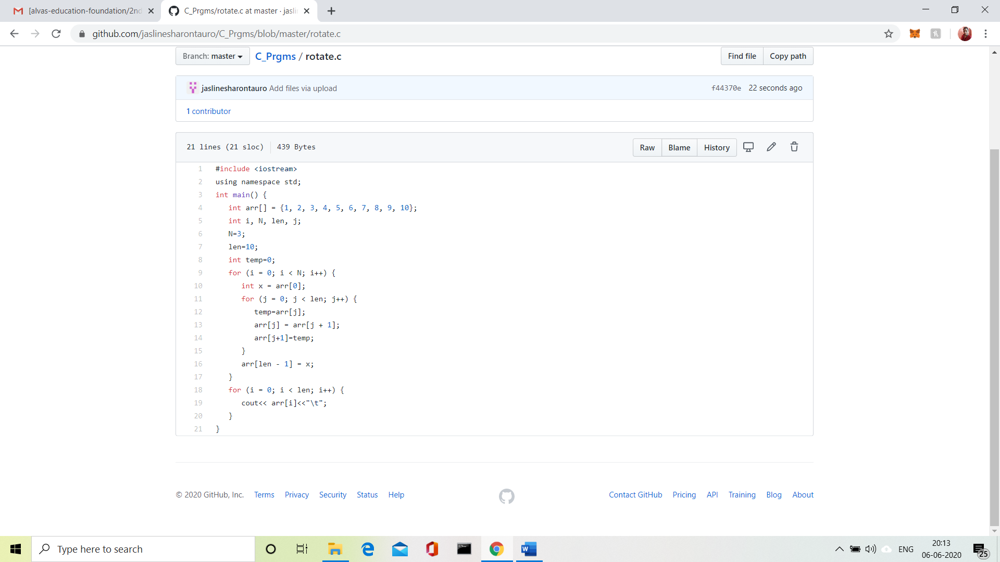 [alvas-education-foundation/2nd
C_Prgms/rotate.c at master · jasli
github.com/jaslinesharontauro/C_Prgms/blob/master/rotate.c
Branch: master
C_Prgms / rotate.c
Find file
Copy path
jaslinesharontauro Add files via upload
f44370e 22 seconds ago
1 contributor
21 lines (21 sloc) 439 Bytes
Raw
Blame
History
1 #include <iostream>
2 using namespace std;
3 int main() {
4 int arr[] = {1, 2, 3, 4, 5, 6, 7, 8, 9, 10};
5 int i, N, len, j;
6 N=3;
7 len=10;
8 int temp=0;
9 for (i = 0; i < N; i++) {
10 int x = arr[0];
11 for (j = 0; j < len; j++) {
12 temp=arr[j];
13 arr[j] = arr[j + 1];
14 arr[j+1]=temp;
15 }
16 arr[len - 1] = x;
17 }
18 for (i = 0; i < len; i++) {
19 cout<< arr[i]<<"\t";
20 }
21 }
© 2020 GitHub, Inc. Terms Privacy Security Status Help
Contact GitHub Pricing API Training Blog About
Type here to search
ENG
20:13
06-06-2020
25